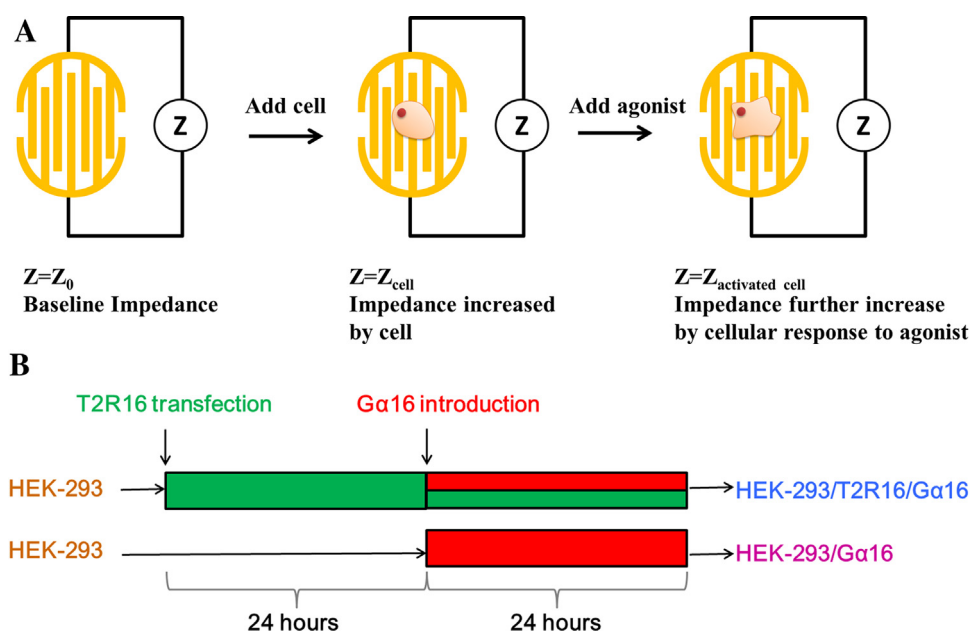 A
Z
Add cell
Z
Add agonist
Z
Z=Z0
Baseline Impedance
Z=Zcell
Impedance increased
by cell
Z=Zactivated cell
Impedance further increase
by cellular response to agonist
B
T2R16 transfection
Gα16 introduction
HEK-293
HEK-293/T2R16/Gα16
HEK-293
HEK-293/Gα16
24 hours
24 hours